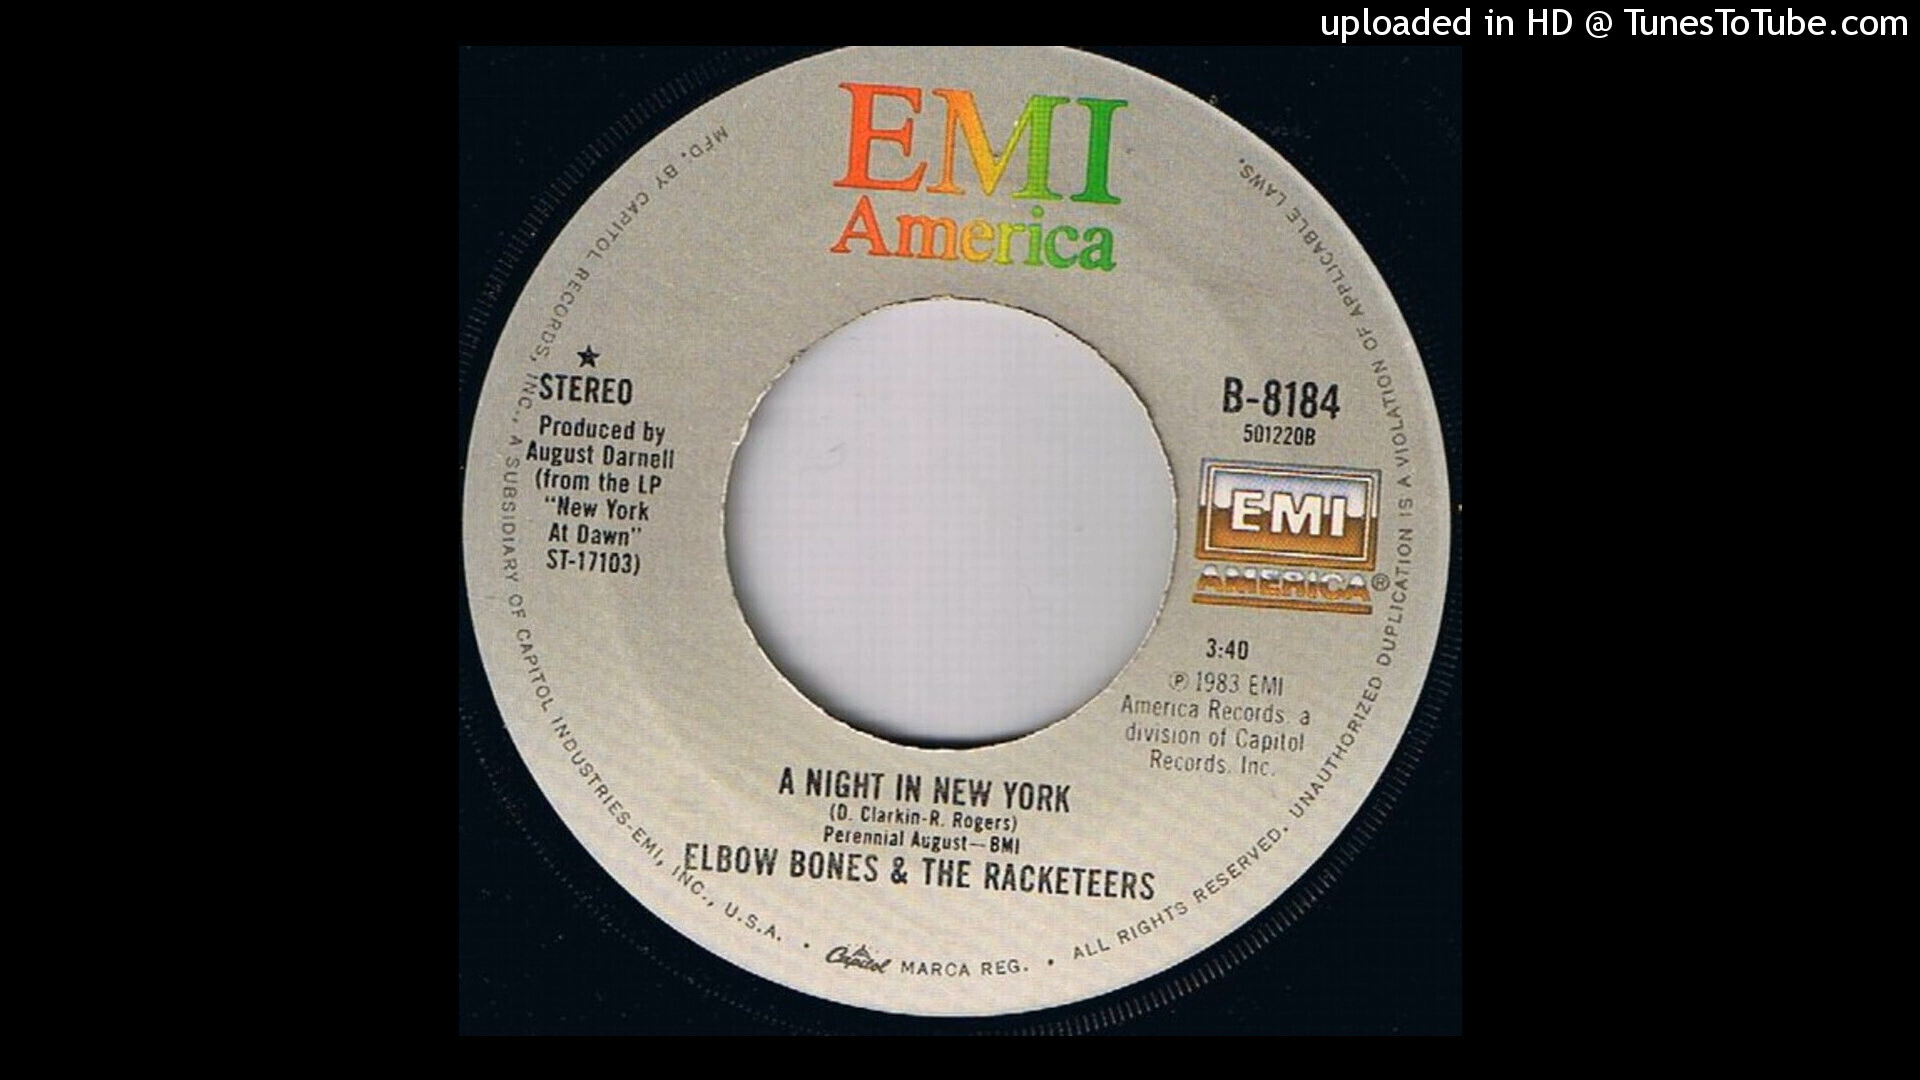 uploaded in HD @ TunesToTube.com
EMI
America
★
STEREO
Produced by
August Darnell
(from the LP
"New York
At Dawn"
ST-17103)
B-8184
501220B
EMI
AMERICA®
3:40
℗ 1983 EMI
America Records, a
division of Capitol
Records, Inc.
A NIGHT IN NEW YORK
(D. Clarkin-R. Rogers)
Perennial August—BMI
ELBOW BONES & THE RACKETEERS
MFD. BY CAPITOL RECORDS, INC., A SUBSIDIARY OF CAPITOL INDUSTRIES-EMI, INC., U.S.A. • Capitol MARCA REG. • ALL RIGHTS RESERVED. UNAUTHORIZED DUPLICATION IS A VIOLATION OF APPLICABLE LAWS.